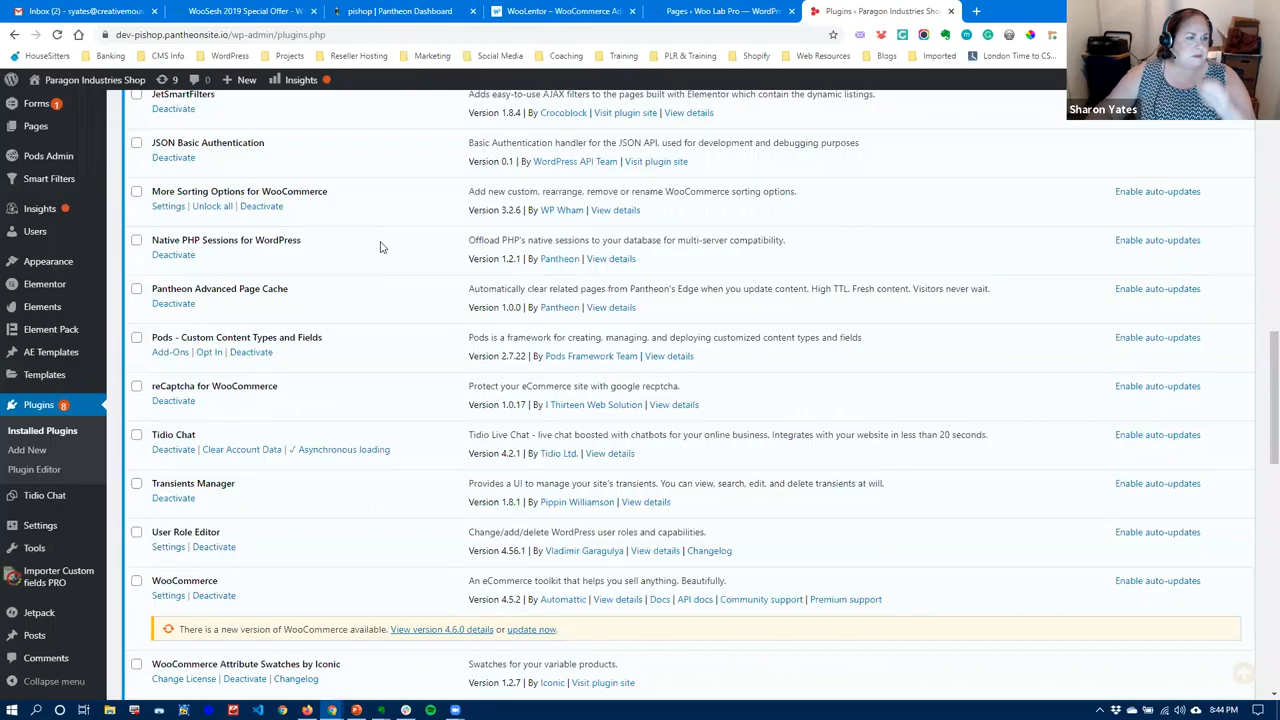 Inbox (2) - syates@creativemous
WooSesh 2019 Special Offer - W
pishop | Pantheon Dashboard
WooLentor – WooCommerce Ad
Pages ‹ Woo Lab Pro — WordPr
Plugins ‹ Paragon Industries Sho
dev-pishop.pantheonsite.io/wp-admin/plugins.php
HouseSitters Banking CMS Info WordPress Projects Reseller Hosting Marketing Social Media Coaching Training PLR & Training Shopify Web Resources Blogs Imported London Time to CS...
Paragon Industries Shop 9 0 + New Insights
Sharon Yates
Forms 1
Pages
Pods Admin
Smart Filters
Insights
Users
Appearance
Elementor
Elements
Element Pack
AE Templates
Templates
Plugins 8
Installed Plugins
Add New
Plugin Editor
Tidio Chat
Settings
Tools
Importer Custom
fields PRO
Jetpack
Posts
Comments
Collapse menu
JetSmartFilters
Deactivate
Adds easy-to-use AJAX filters to the pages built with Elementor which contain the dynamic listings.
Version 1.8.4 | By Crocoblock | Visit plugin site | View details
JSON Basic Authentication
Deactivate
Basic Authentication handler for the JSON API, used for development and debugging purposes
Version 0.1 | By WordPress API Team | Visit plugin site
More Sorting Options for WooCommerce
Settings | Unlock all | Deactivate
Add new custom, rearrange, remove or rename WooCommerce sorting options.
Version 3.2.6 | By WP Wham | View details
Enable auto-updates
Native PHP Sessions for WordPress
Deactivate
Offload PHP's native sessions to your database for multi-server compatibility.
Version 1.2.1 | By Pantheon | View details
Enable auto-updates
Pantheon Advanced Page Cache
Deactivate
Automatically clear related pages from Pantheon's Edge when you update content. High TTL. Fresh content. Visitors never wait.
Version 1.0.0 | By Pantheon | View details
Enable auto-updates
Pods - Custom Content Types and Fields
Add-Ons | Opt In | Deactivate
Pods is a framework for creating, managing, and deploying customized content types and fields
Version 2.7.22 | By Pods Framework Team | View details
Enable auto-updates
reCaptcha for WooCommerce
Deactivate
Protect your eCommerce site with google recptcha.
Version 1.0.17 | By I Thirteen Web Solution | View details
Enable auto-updates
Tidio Chat
Deactivate | Clear Account Data | ✓ Asynchronous loading
Tidio Live Chat - live chat boosted with chatbots for your online business. Integrates with your website in less than 20 seconds.
Version 4.2.1 | By Tidio Ltd. | View details
Enable auto-updates
Transients Manager
Deactivate
Provides a UI to manage your site's transients. You can view, search, edit, and delete transients at will.
Version 1.8.1 | By Pippin Williamson | View details
Enable auto-updates
User Role Editor
Settings | Deactivate
Change/add/delete WordPress user roles and capabilities.
Version 4.56.1 | By Vladimir Garagulya | View details | Changelog
Enable auto-updates
WooCommerce
Settings | Deactivate
An eCommerce toolkit that helps you sell anything. Beautifully.
Version 4.5.2 | By Automattic | View details | Docs | API docs | Community support | Premium support
Enable auto-updates
There is a new version of WooCommerce available. View version 4.6.0 details or update now.
WooCommerce Attribute Swatches by Iconic
Change License | Deactivate | Changelog
Swatches for your variable products.
Version 1.2.7 | By Iconic | Visit plugin site
8:44 PM